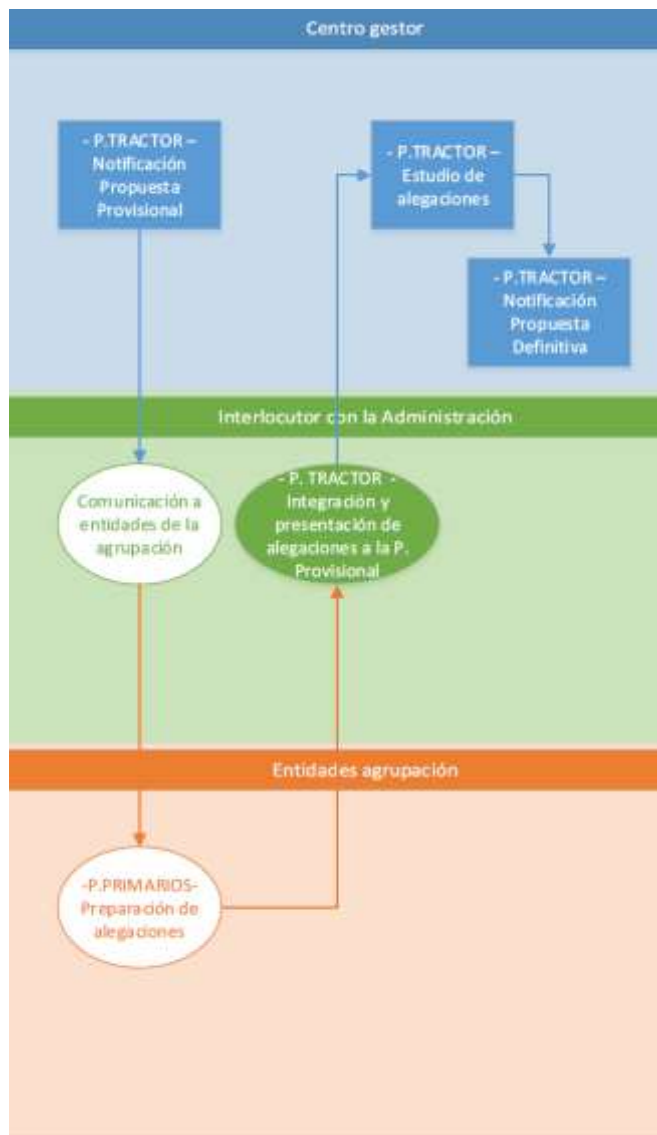 Centro gestor
- P.TRACTOR –
Notificación
Propuesta
Provisional
- P.TRACTOR –
Estudio de
alegaciones
- P.TRACTOR –
Notificación
Propuesta
Definitiva
Interlocutor con la Administración
Comunicación a
entidades de la
agrupación
- P. TRACTOR -
Integración y
presentación de
alegaciones a la P.
Provisional
Entidades agrupación
-P.PRIMARIOS-
Preparación de
alegaciones